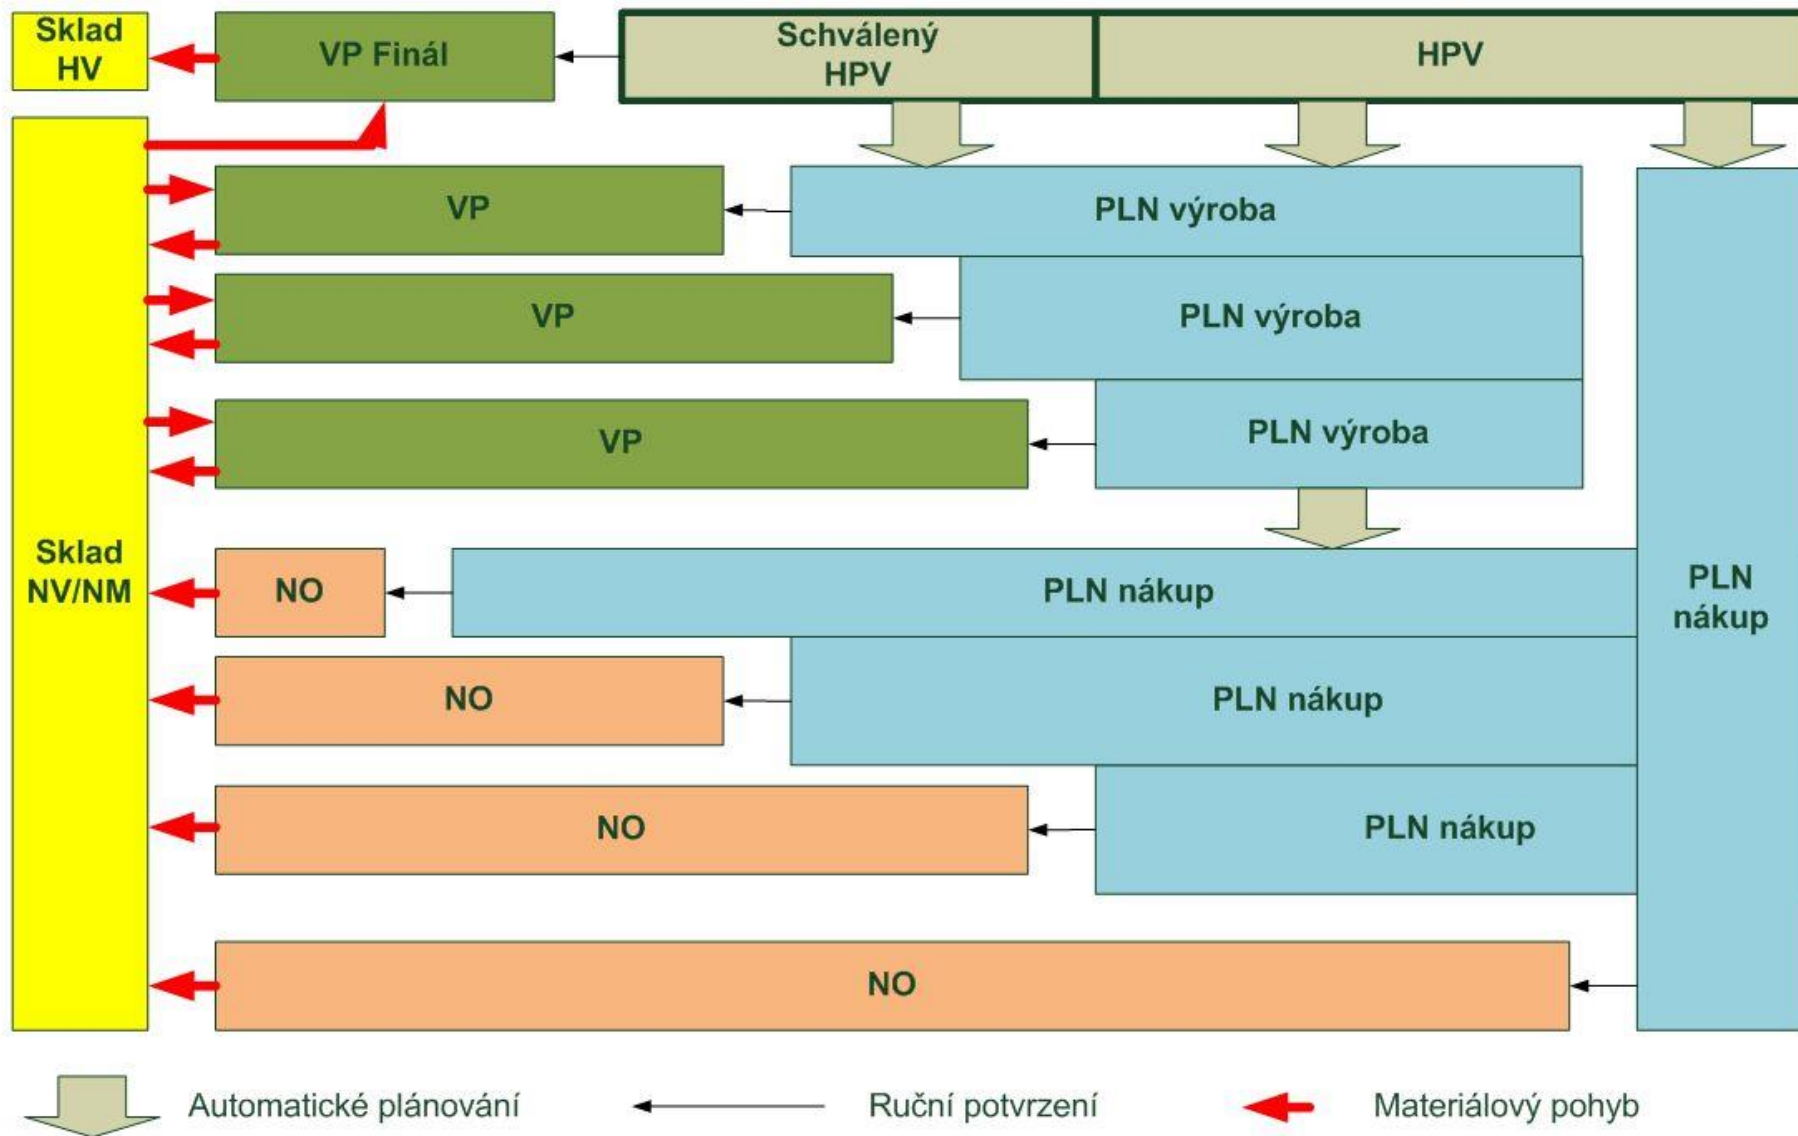 Sklad
HV
VP Finál
Schválený
HPV
HPV
VP
PLN výroba
VP
PLN výroba
VP
PLN výroba
Sklad
NV/NM
NO
PLN nákup
PLN
nákup
NO
PLN nákup
NO
PLN nákup
NO
Automatické plánování
Ruční potvrzení
Materiálový pohyb